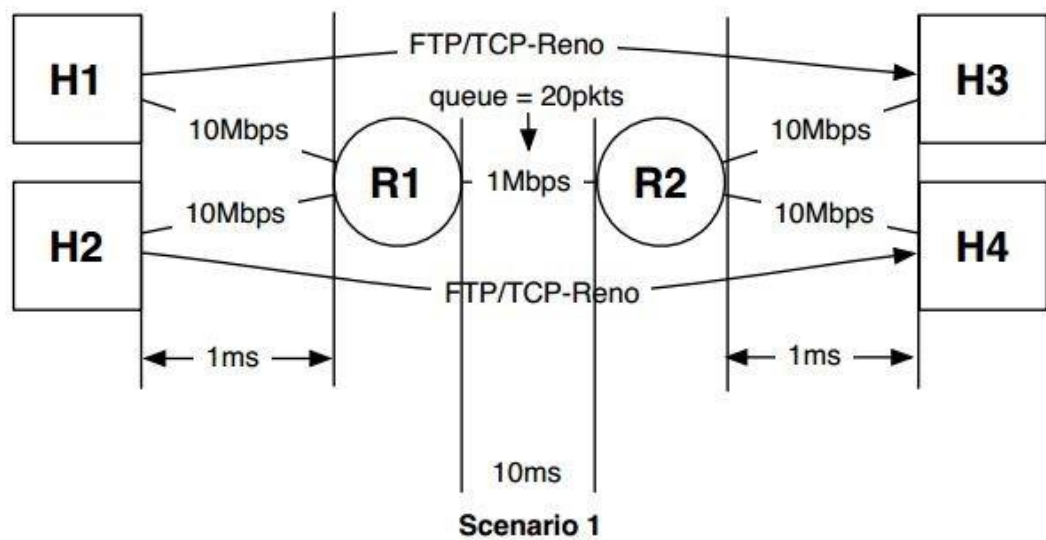 FTP/TCP-Reno
H1
H3
queue = 20pkts
10Mbps
10Mbps
R1
1Mbps
R2
10Mbps
10Mbps
H2
H4
FTP/TCP-Reno
1ms
1ms
10ms
Scenario 1